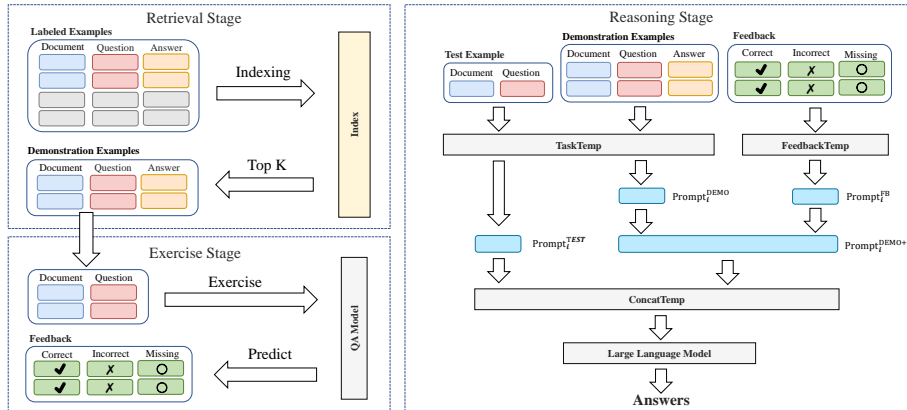 Retrieval Stage
Labeled Examples
Document Question Answer
Indexing
Index
Demonstration Examples
Document Question Answer
Top K
Exercise Stage
Document Question
Exercise
QA Model
Feedback
Correct Incorrect Missing
Predict
Reasoning Stage
Test Example
Document Question
Demonstration Examples
Document Question Answer
Feedback
Correct Incorrect Missing
TaskTemp
FeedbackTemp
Prompt_i^DEMO
Prompt_i^FB
Prompt_i^TEST
Prompt_i^DEMO+
ConcatTemp
Large Language Model
Answers